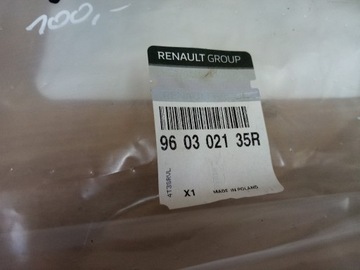 100,-
RENAULT GROUP
96 03 021 35R
X1 MADE IN POLAND